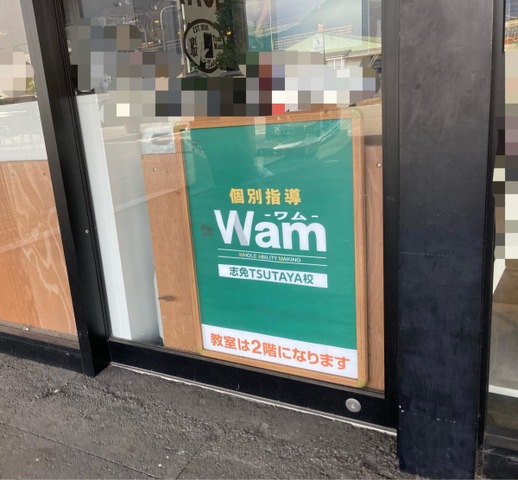 個別指導
-ワム-
Wam
WHOLE ABILITY MAKING
志免TSUTAYA校
教室は2階になります